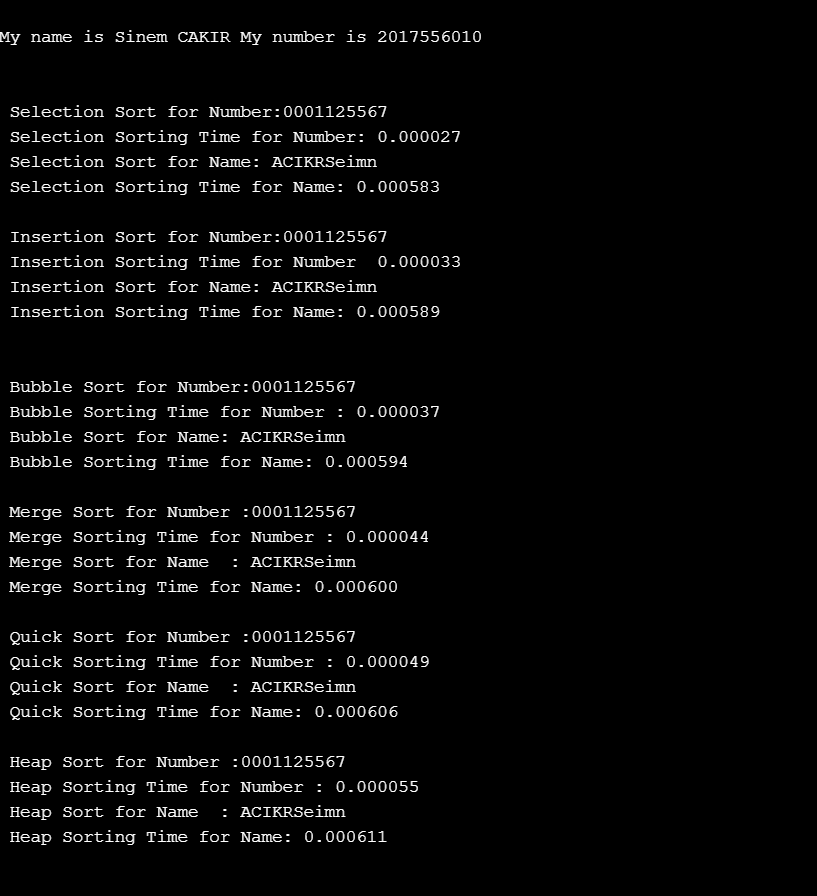 My name is Sinem CAKIR My number is 2017556010
Selection Sort for Number:0001125567
Selection Sorting Time for Number: 0.000027
Selection Sort for Name: ACIKRSeimn
Selection Sorting Time for Name: 0.000583
Insertion Sort for Number:0001125567
Insertion Sorting Time for Number  0.000033
Insertion Sort for Name: ACIKRSeimn
Insertion Sorting Time for Name: 0.000589
Bubble Sort for Number:0001125567
Bubble Sorting Time for Number : 0.000037
Bubble Sort for Name: ACIKRSeimn
Bubble Sorting Time for Name: 0.000594
Merge Sort for Number :0001125567
Merge Sorting Time for Number : 0.000044
Merge Sort for Name  : ACIKRSeimn
Merge Sorting Time for Name: 0.000600
Quick Sort for Number :0001125567
Quick Sorting Time for Number : 0.000049
Quick Sort for Name  : ACIKRSeimn
Quick Sorting Time for Name: 0.000606
Heap Sort for Number :0001125567
Heap Sorting Time for Number : 0.000055
Heap Sort for Name  : ACIKRSeimn
Heap Sorting Time for Name: 0.000611